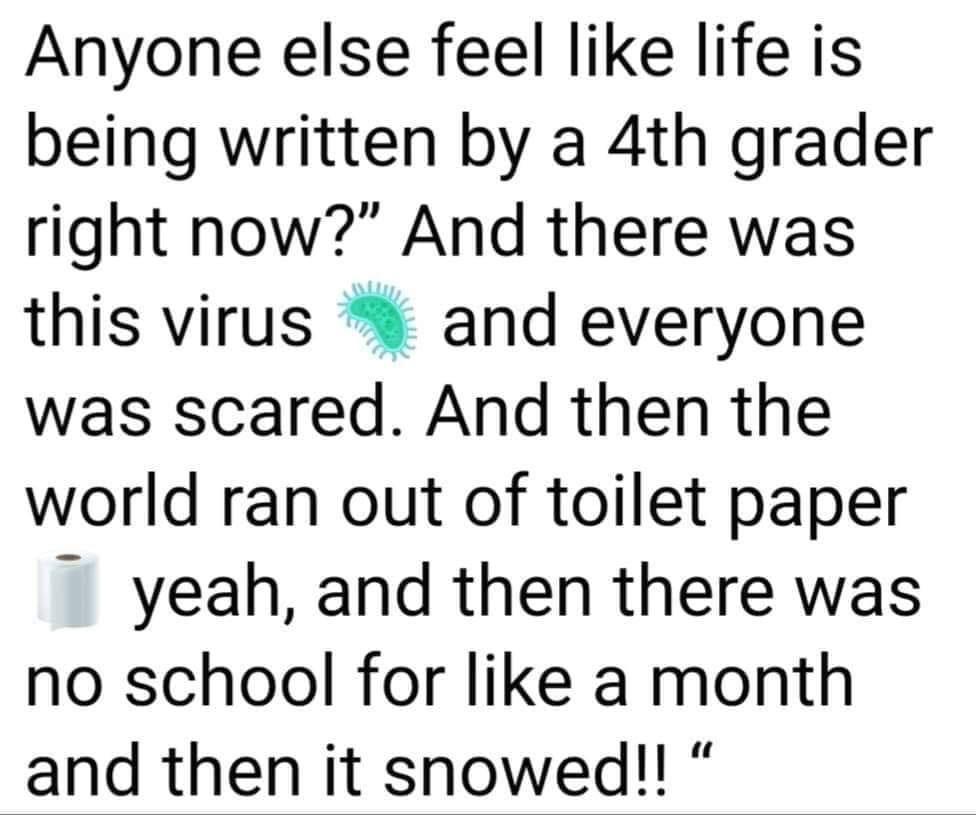 Anyone else feel like life is
being written by a 4th grader
right now?” And there was
this virus 🦠 and everyone
was scared. And then the
world ran out of toilet paper
🧻 yeah, and then there was
no school for like a month
and then it snowed!! “